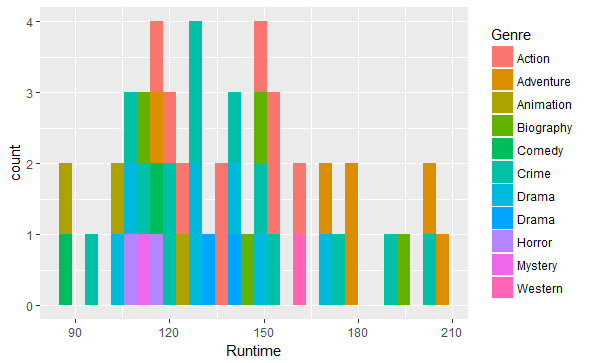 4
3
2
1
0
count
90
120
150
180
210
Runtime
Genre
Action
Adventure
Animation
Biography
Comedy
Crime
Drama
Drama
Horror
Mystery
Western